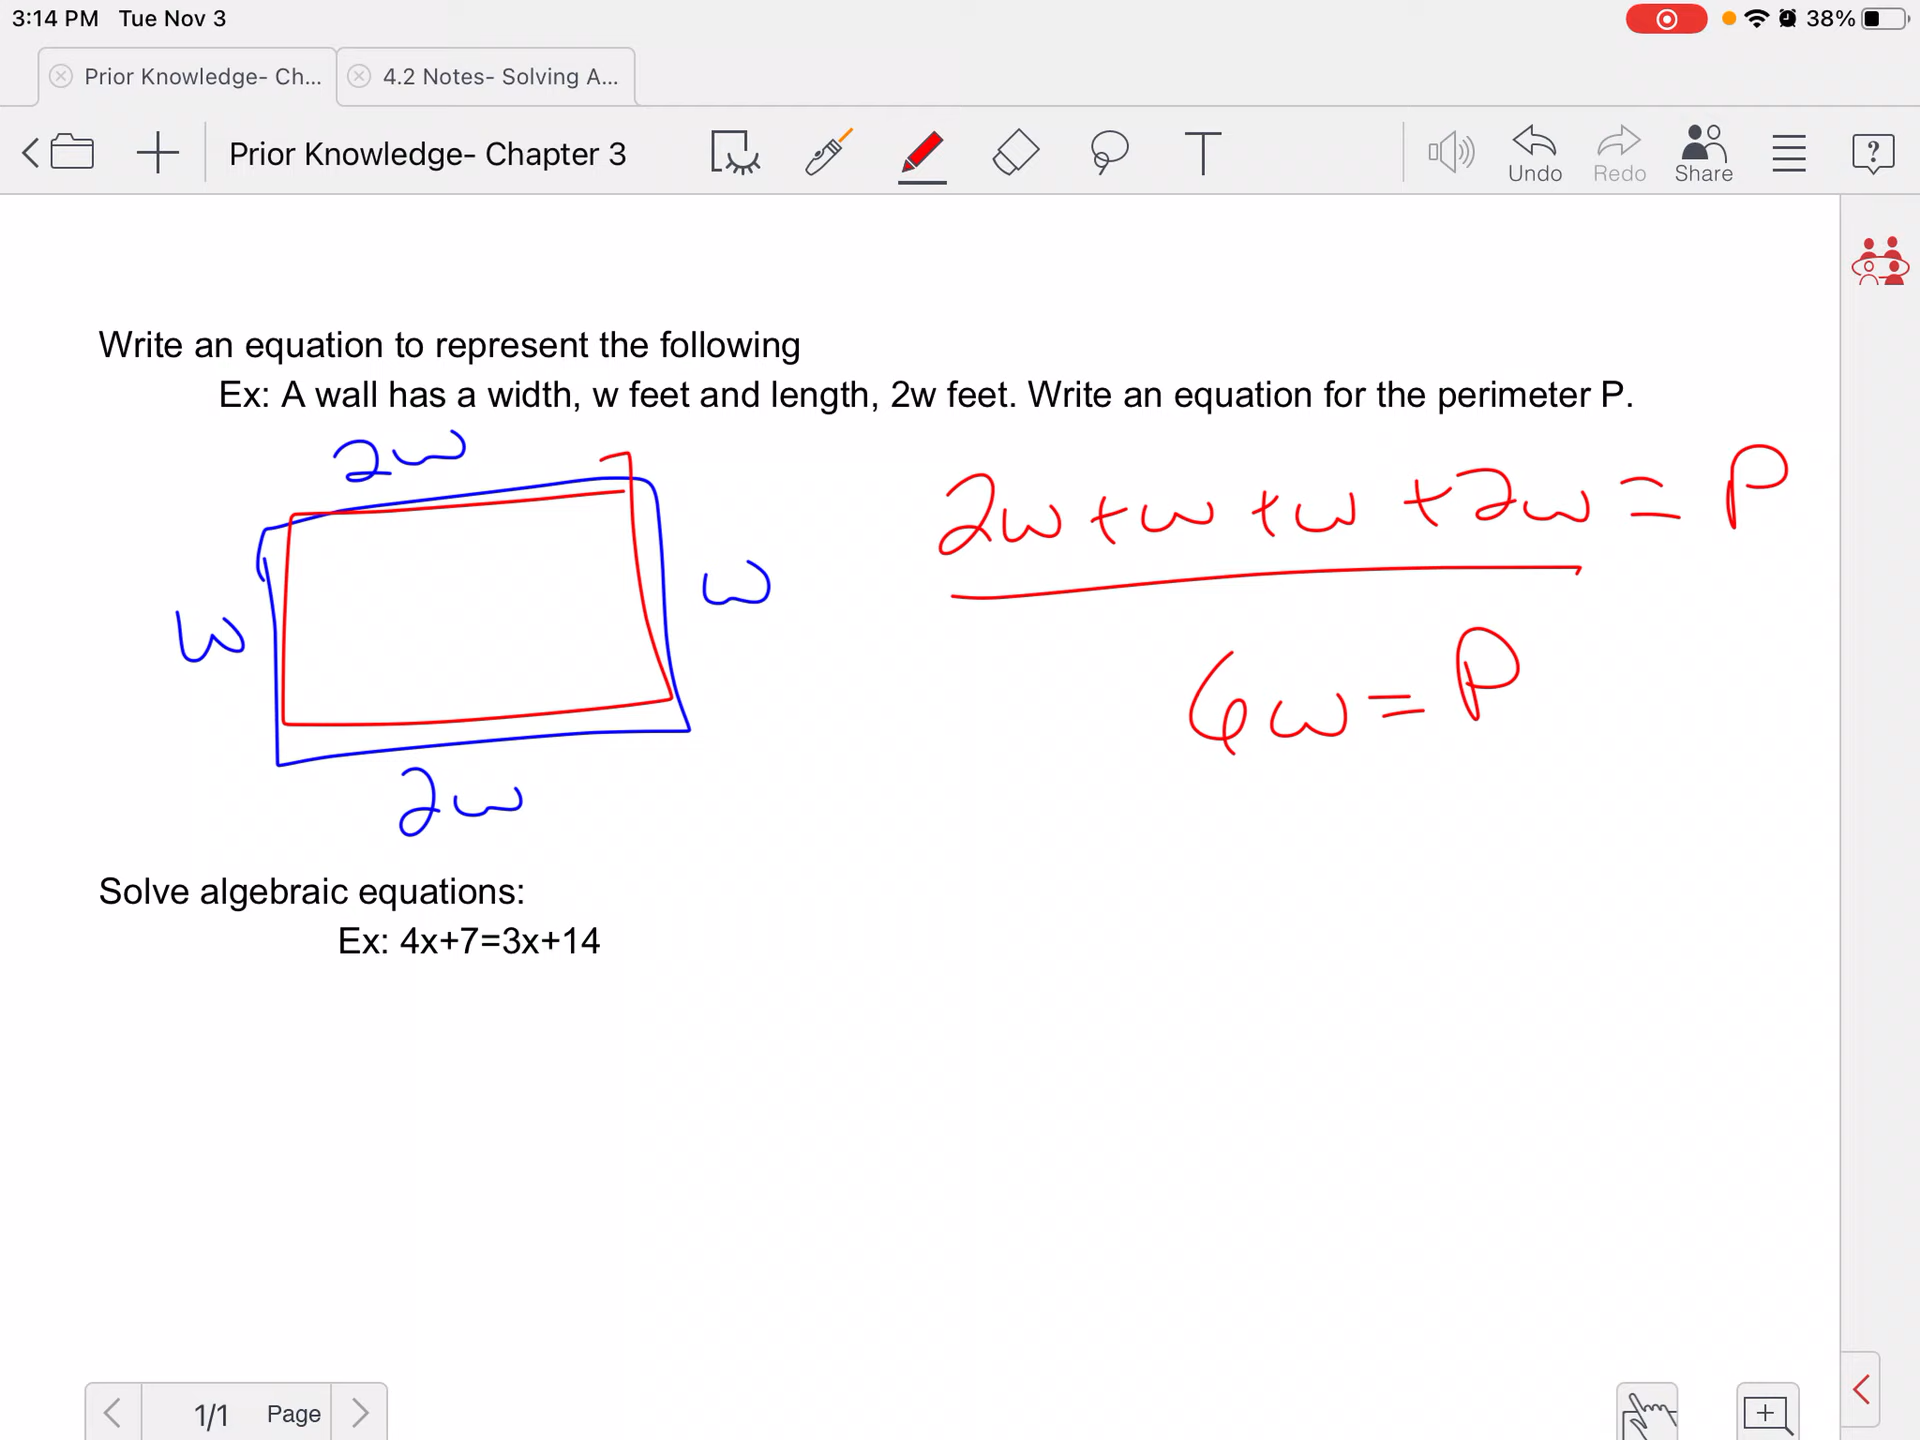 3:14 PM Tue Nov 3
38%
Prior Knowledge- Ch...
4.2 Notes- Solving A...
Prior Knowledge- Chapter 3
T
Undo
Redo
Share
?
Write an equation to represent the following
Ex: A wall has a width, w feet and length, 2w feet. Write an equation for the perimeter P.
2w
w
w
2w
2w+w+w+2w=P
6w=P
Solve algebraic equations:
Ex: 4x+7=3x+14
1/1 Page